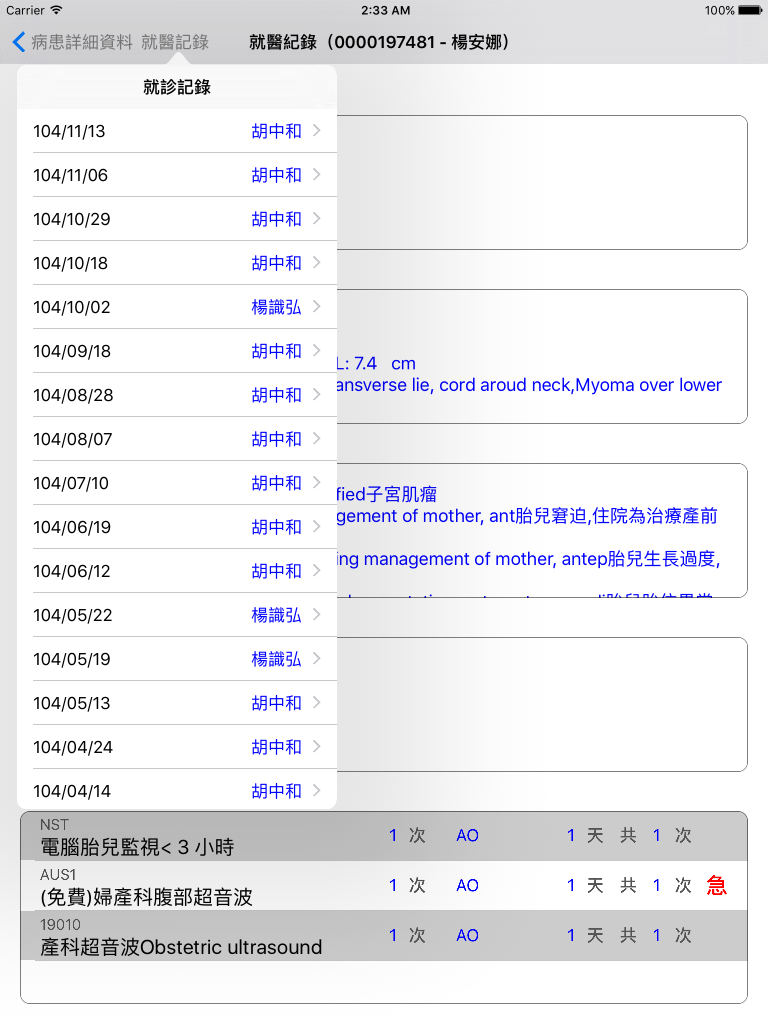 Carrier 2:33 AM 100%
病患詳細資料 就醫記錄 就醫紀錄（0000197481 - 楊安娜）
就診記錄
104/11/13 胡中和
104/11/06 胡中和
104/10/29 胡中和
104/10/18 胡中和
104/10/02 楊識弘
104/09/18 胡中和
104/08/28 胡中和
104/08/07 胡中和
104/07/10 胡中和
104/06/19 胡中和
104/06/12 胡中和
104/05/22 楊識弘
104/05/19 楊識弘
104/05/13 胡中和
104/04/24 胡中和
104/04/14 胡中和
L: 7.4 cm
ansverse lie, cord aroud neck,Myoma over lower
fied子宮肌瘤
gement of mother, ant胎兒窘迫,住院為治療產前
ing management of mother, antep胎兒生長過度,
NST
電腦胎兒監視< 3 小時 1 次 AO 1 天 共 1 次
AUS1
(免費)婦產科腹部超音波 1 次 AO 1 天 共 1 次 急
19010
產科超音波Obstetric ultrasound 1 次 AO 1 天 共 1 次